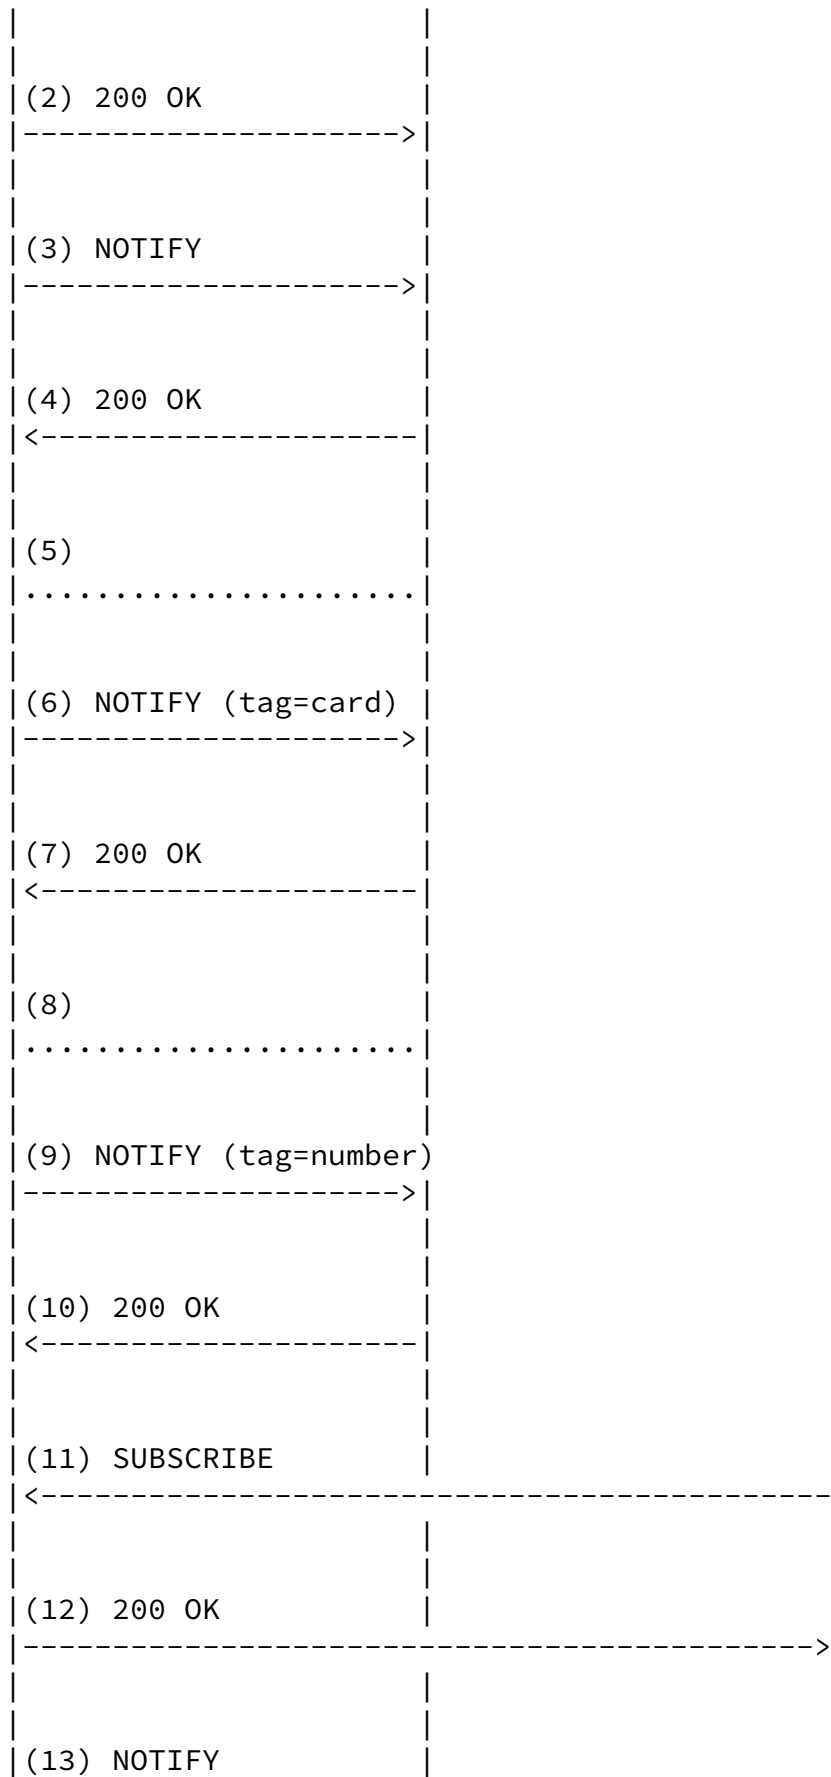 (2) 200 OK
(3) NOTIFY
(4) 200 OK
(5)
(6) NOTIFY (tag=card)
(7) 200 OK
(8)
(9) NOTIFY (tag=number)
(10) 200 OK
(11) SUBSCRIBE
(12) 200 OK
(13) NOTIFY